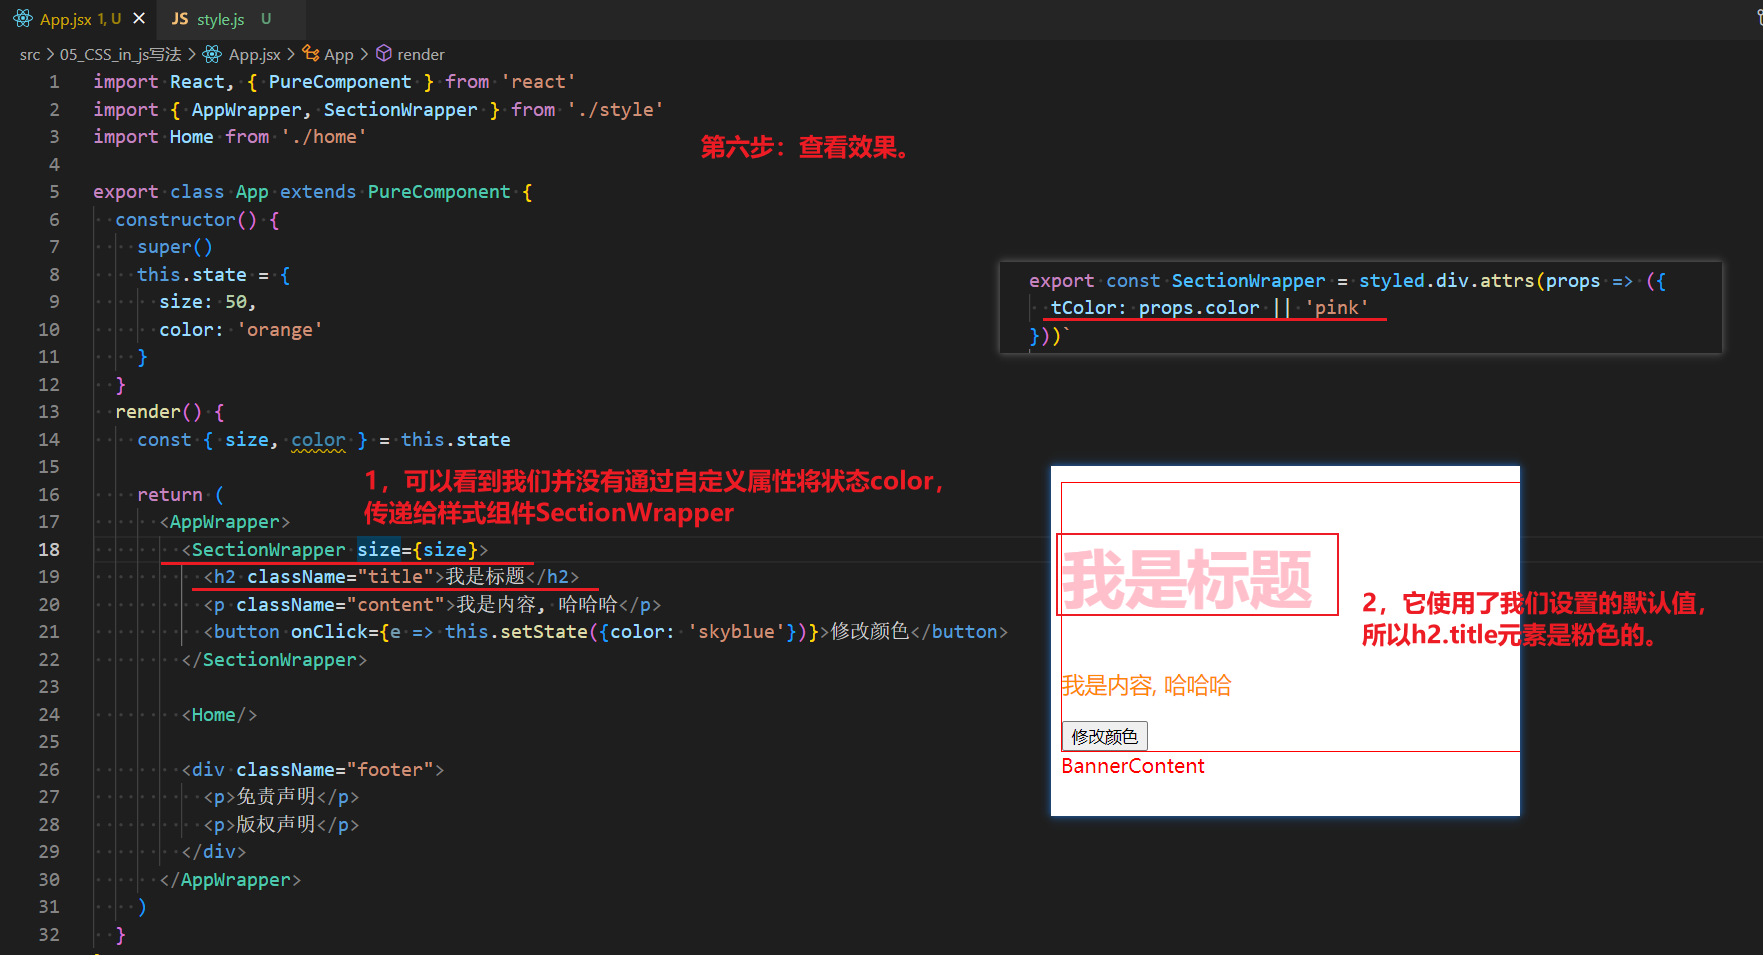 App.jsx 1, U
JS style.js U
src > 05_CSS_in_js写法 > App.jsx > App > render
1 import React, { PureComponent } from 'react'
2 import { AppWrapper, SectionWrapper } from './style'
3 import Home from './home'
第六步：查看效果。
4
5 export class App extends PureComponent {
6 constructor() {
7 super()
8 this.state = {
9 size: 50,
10 color: 'orange'
11 }
12 }
13 render() {
14 const { size, color } = this.state
15
16 return (
17 <AppWrapper>
18 <SectionWrapper size={size}>
19 <h2 className="title">我是标题</h2>
20 <p className="content">我是内容, 哈哈哈</p>
21 <button onClick={e => this.setState({color: 'skyblue'})}>修改颜色</button>
22 </SectionWrapper>
23
24 <Home/>
25
26 <div className="footer">
27 <p>免责声明</p>
28 <p>版权声明</p>
29 </div>
30 </AppWrapper>
31 )
32 }
export const SectionWrapper = styled.div.attrs(props => ({
tColor: props.color || 'pink'
}))`
1，可以看到我们并没有通过自定义属性将状态color，
传递给样式组件SectionWrapper
我是标题
我是内容, 哈哈哈
修改颜色
BannerContent
2，它使用了我们设置的默认值，
所以h2.title元素是粉色的。